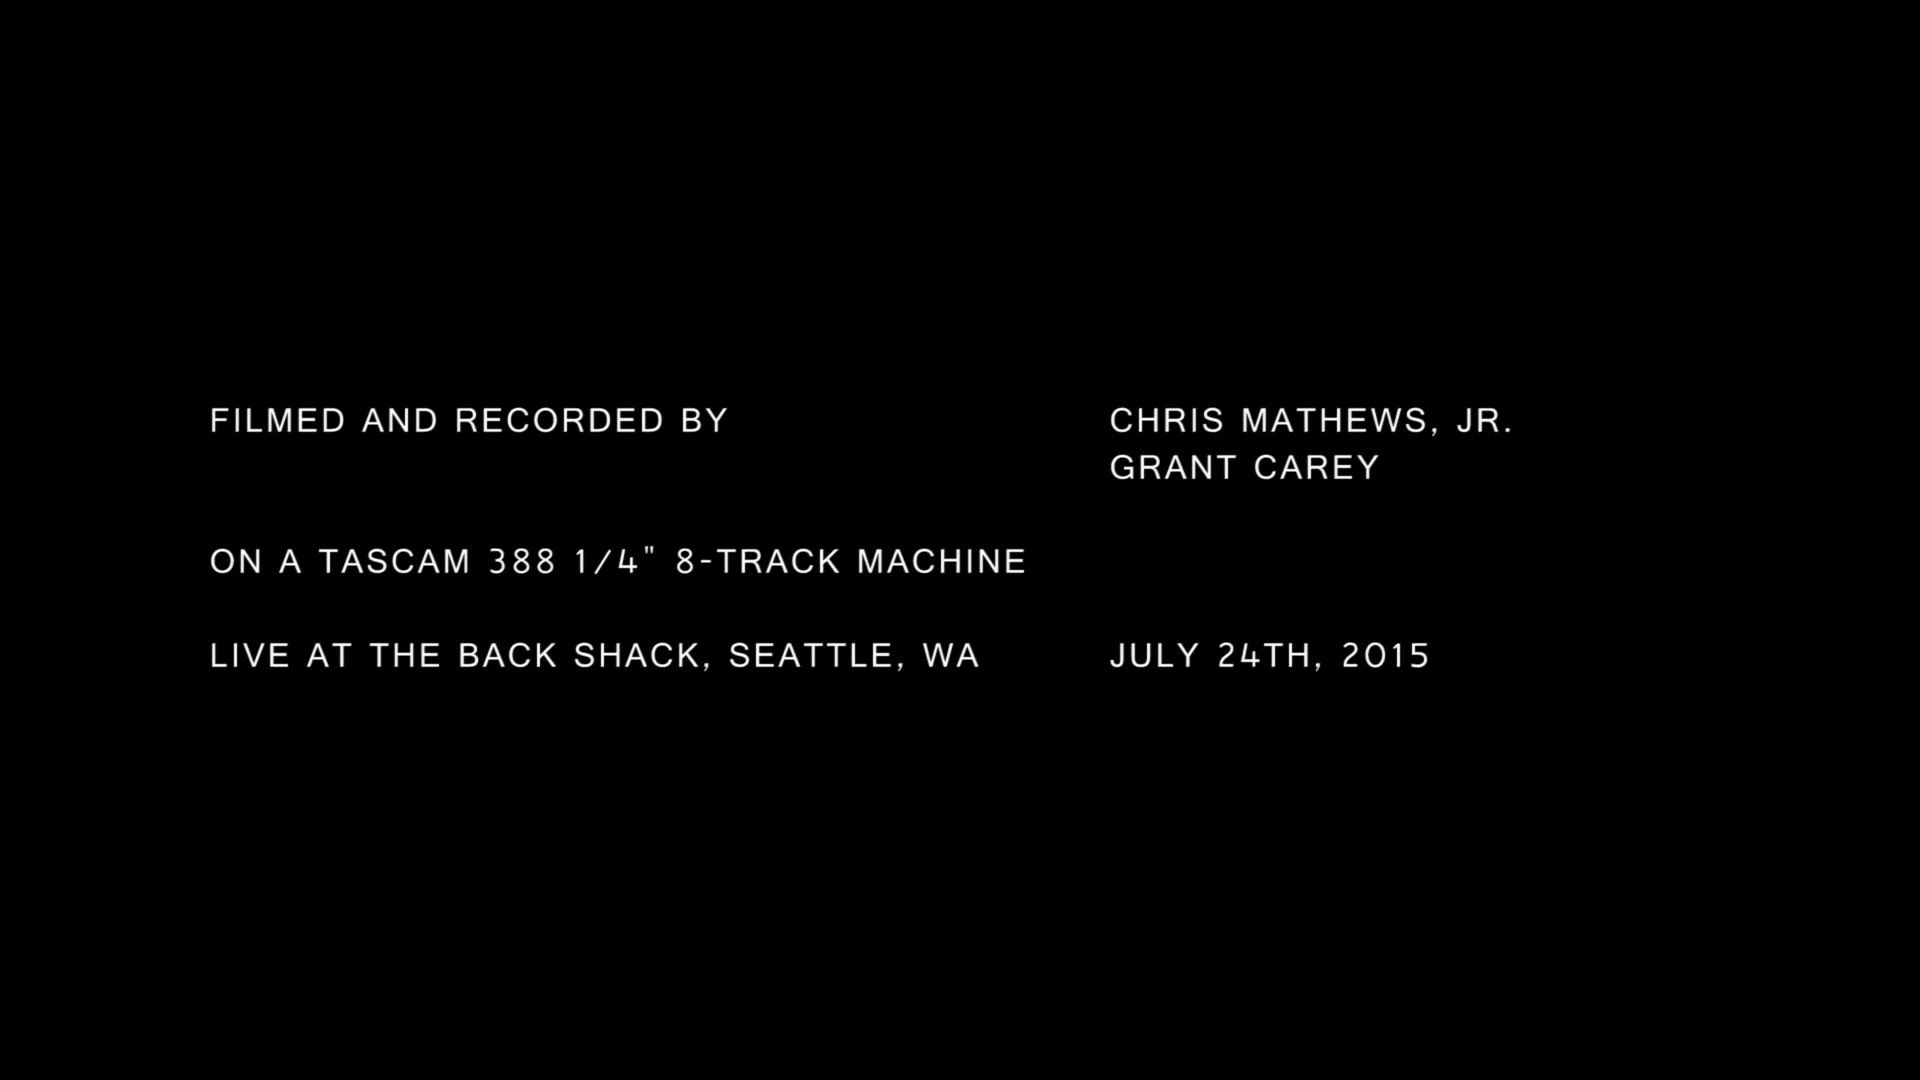 FILMED AND RECORDED BY CHRIS MATHEWS, JR.
GRANT CAREY
ON A TASCAM 388 1/4" 8-TRACK MACHINE
LIVE AT THE BACK SHACK, SEATTLE, WA JULY 24TH, 2015